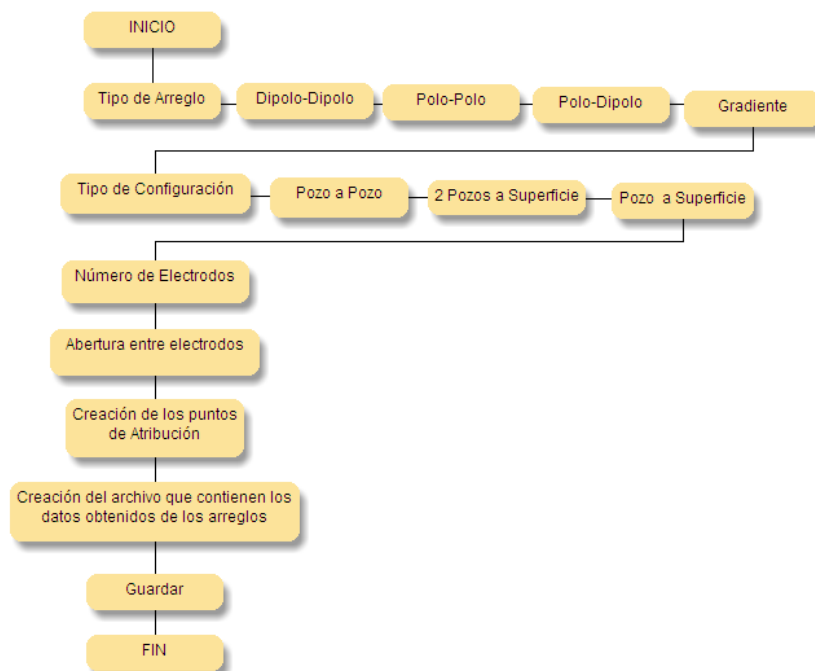 INICIO
Tipo de Arreglo
Dipolo-Dipolo
Polo-Polo
Polo-Dipolo
Gradiente
Tipo de Configuración
Pozo a Pozo
2 Pozos a Superficie
Pozo a Superficie
Número de Electrodos
Abertura entre electrodos
Creación de los puntos
de Atribución
Creación del archivo que contienen los
datos obtenidos de los arreglos
Guardar
FIN